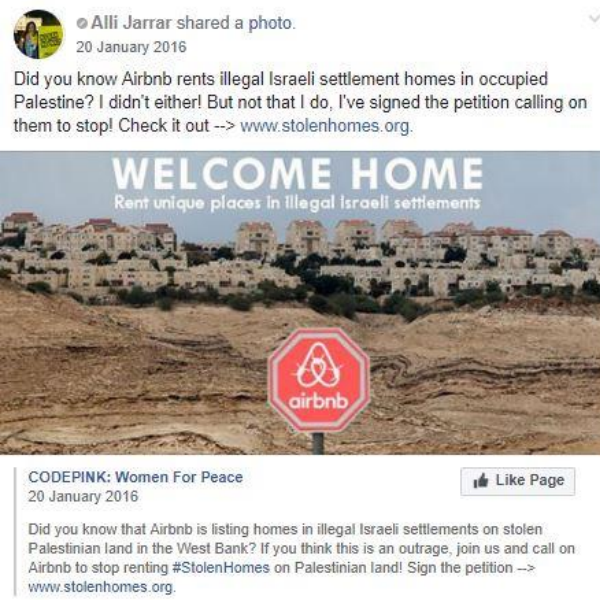 Alli Jarrar shared a photo.
20 January 2016
Did you know Airbnb rents illegal Israeli settlement homes in occupied
Palestine? I didn't either! But not that I do, I've signed the petition calling on
them to stop! Check it out --> www.stolenhomes.org.
WELCOME HOME
Rent unique places in illegal israeli settlements
airbnb
CODEPINK: Women For Peace
20 January 2016
Like Page
Did you know that Airbnb is listing homes in illegal Israeli settlements on stolen
Palestinian land in the West Bank? If you think this is an outrage, join us and call on
Airbnb to stop renting #StolenHomes on Palestinian land! Sign the petition -->
www.stolenhomes.org.